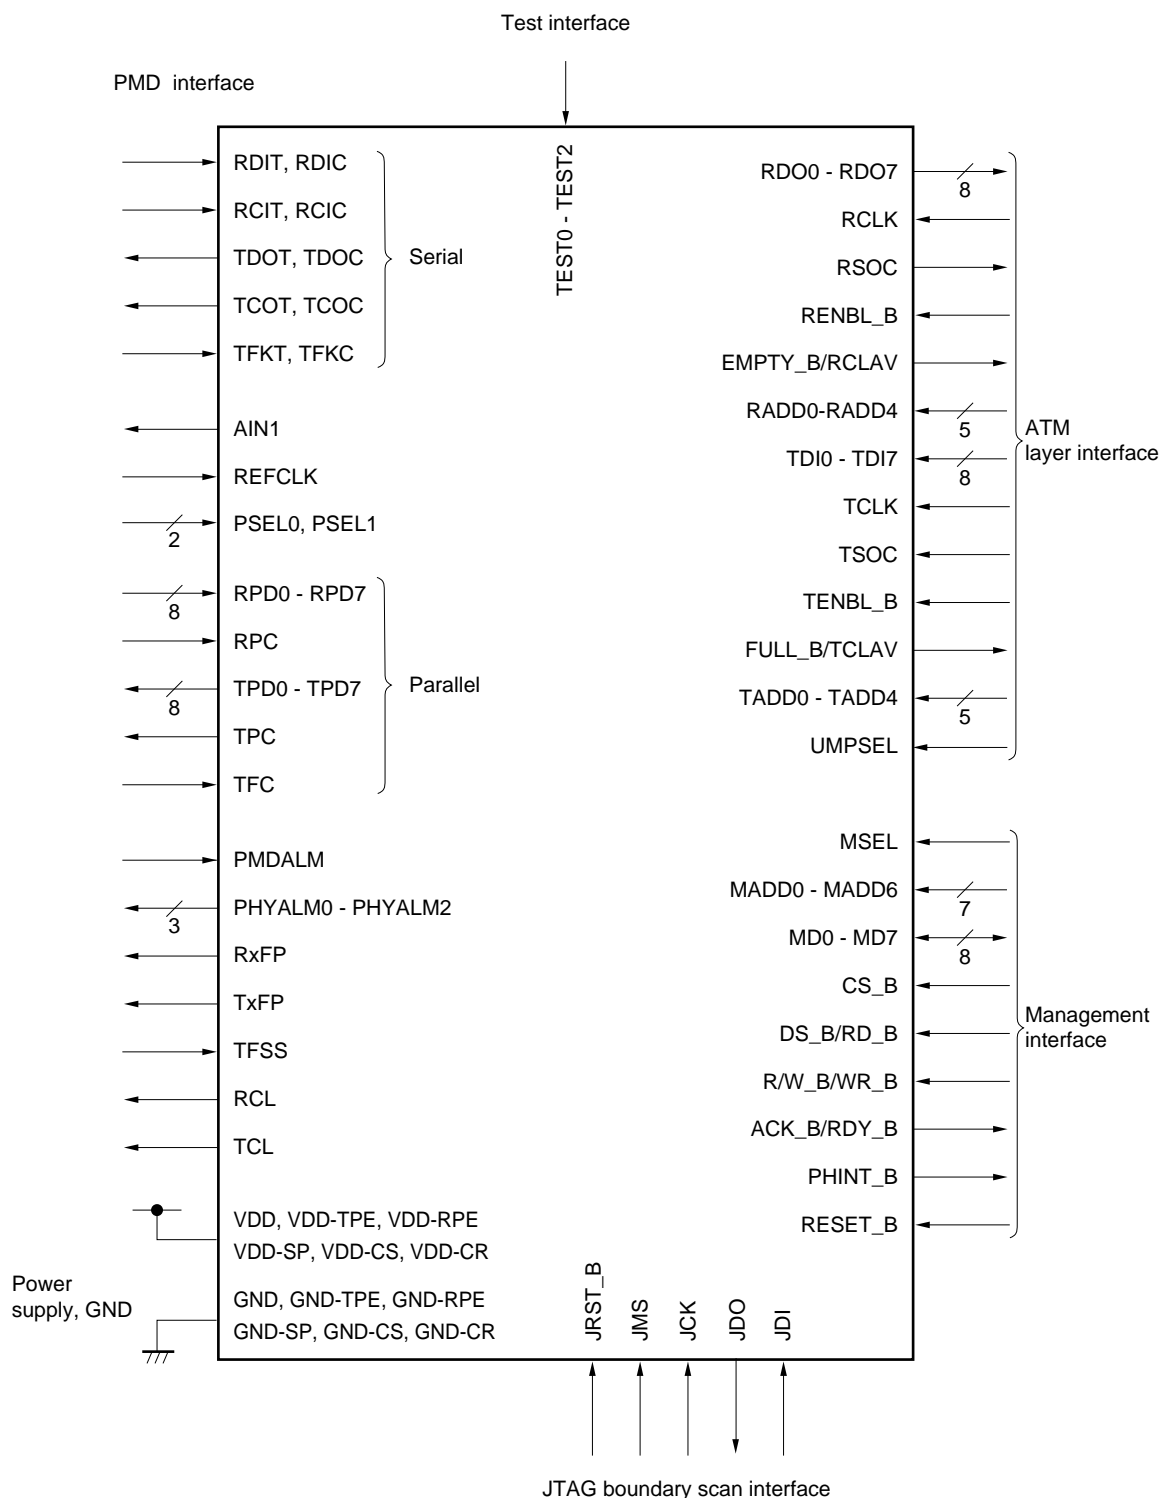 Test interface
PMD interface
TEST0 - TEST2
RDIT, RDIC
RCIT, RCIC
TDOT, TDOC
Serial
TCOT, TCOC
TFKT, TFKC
AIN1
REFCLK
PSEL0, PSEL1
2
RPD0 - RPD7
8
RPC
TPD0 - TPD7
8
Parallel
TPC
TFC
PMDALM
PHYALM0 - PHYALM2
3
RxFP
TxFP
TFSS
RCL
TCL
VDD, VDD-TPE, VDD-RPE
VDD-SP, VDD-CS, VDD-CR
Power
supply, GND
GND, GND-TPE, GND-RPE
GND-SP, GND-CS, GND-CR
RDO0 - RDO7
8
RCLK
RSOC
RENBL_B
EMPTY_B/RCLAV
RADD0-RADD4
5
TDI0 - TDI7
8
ATM
layer interface
TCLK
TSOC
TENBL_B
FULL_B/TCLAV
TADD0 - TADD4
5
UMPSEL
MSEL
MADD0 - MADD6
7
MD0 - MD7
8
CS_B
DS_B/RD_B
Management
interface
R/W_B/WR_B
ACK_B/RDY_B
PHINT_B
RESET_B
JRST_B
JMS
JCK
JDO
JDI
JTAG boundary scan interface